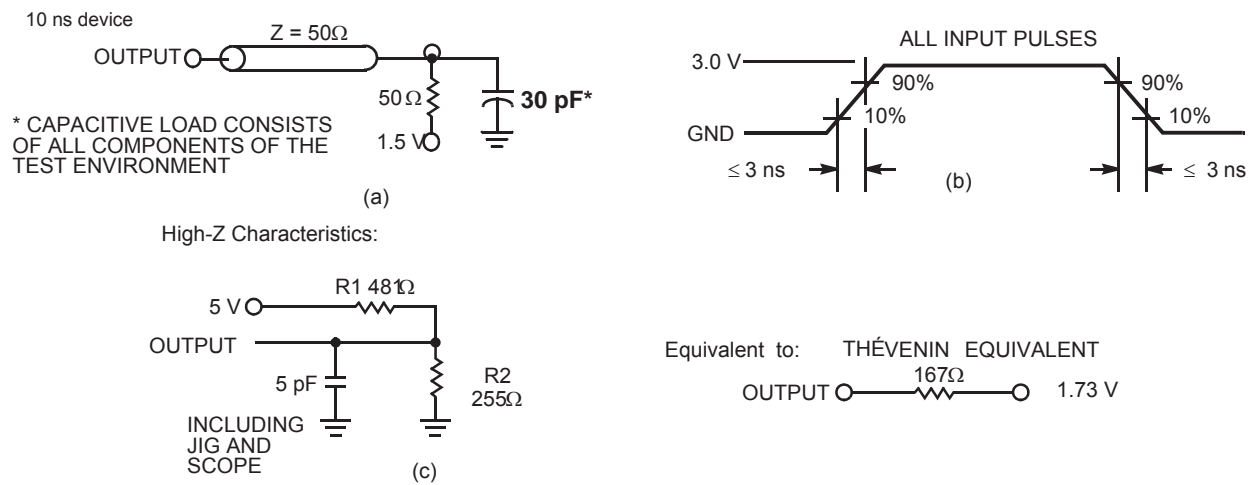 10 ns device
Z = 50Ω
OUTPUT
50Ω
30 pF*
1.5 V
* CAPACITIVE LOAD CONSISTS
OF ALL COMPONENTS OF THE
TEST ENVIRONMENT
(a)
ALL INPUT PULSES
3.0 V
90%
90%
10%
10%
GND
≤ 3 ns
≤ 3 ns
(b)
High-Z Characteristics:
R1 481Ω
5 V
OUTPUT
5 pF
R2
255Ω
INCLUDING
JIG AND
SCOPE
(c)
Equivalent to: THÉVENIN EQUIVALENT
167Ω
OUTPUT
1.73 V